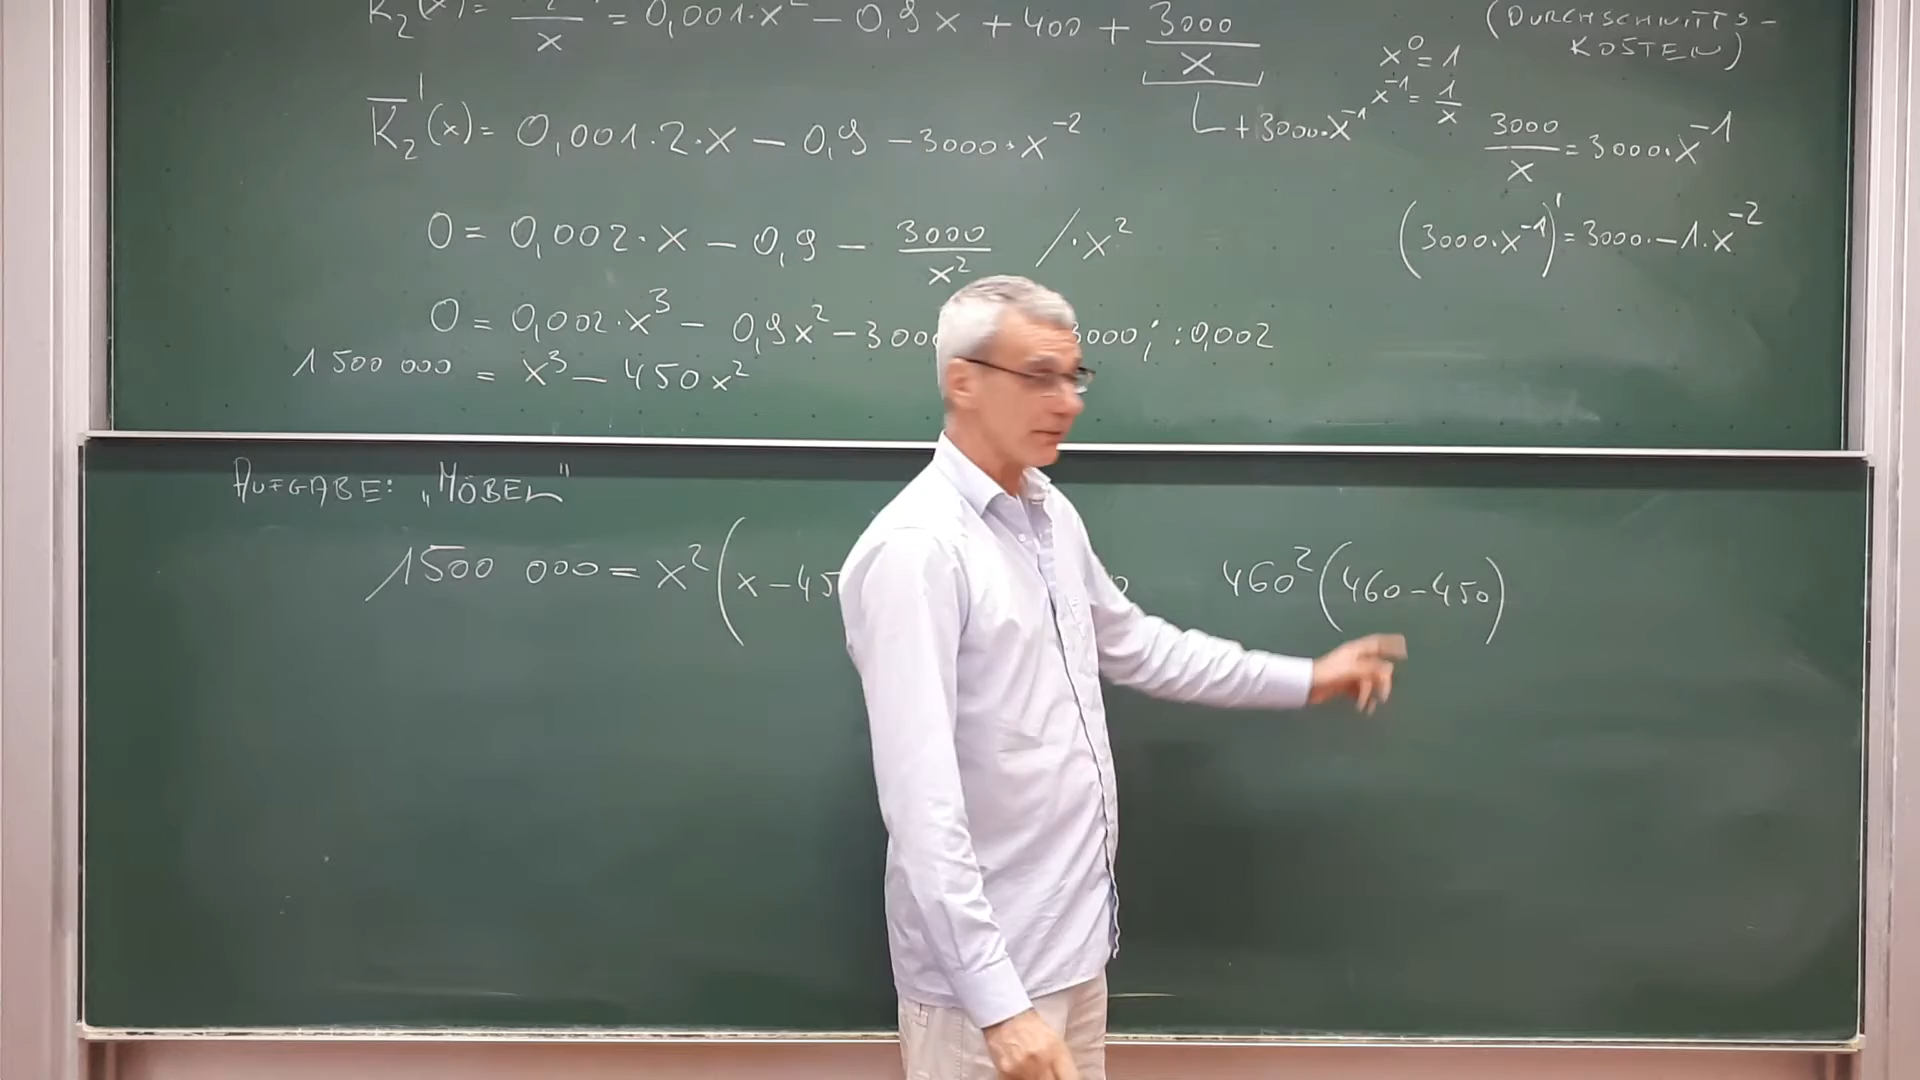 K₂(x) = 2/x = 0,001·x² − 0,9x + 400 + 3000/x
(DURCHSCHNITTS-
KOSTEN)
x⁰ = 1
x⁻¹ = 1/x
+ 3000·x⁻¹
K̅₂'(x) = 0,001·2·x − 0,9 − 3000·x⁻²
3000/x = 3000·x⁻¹
0 = 0,002·x − 0,9 − 3000/x² /·x²
(3000·x⁻¹)' = 3000·−1·x⁻²
0 = 0,002·x³ − 0,9x² − 3000 3000; :0,002
1 500 000 = x³ − 450x²
AUFGABE: „MÖBEL"
1500 000 = x²(x − 45
460²(460−450)